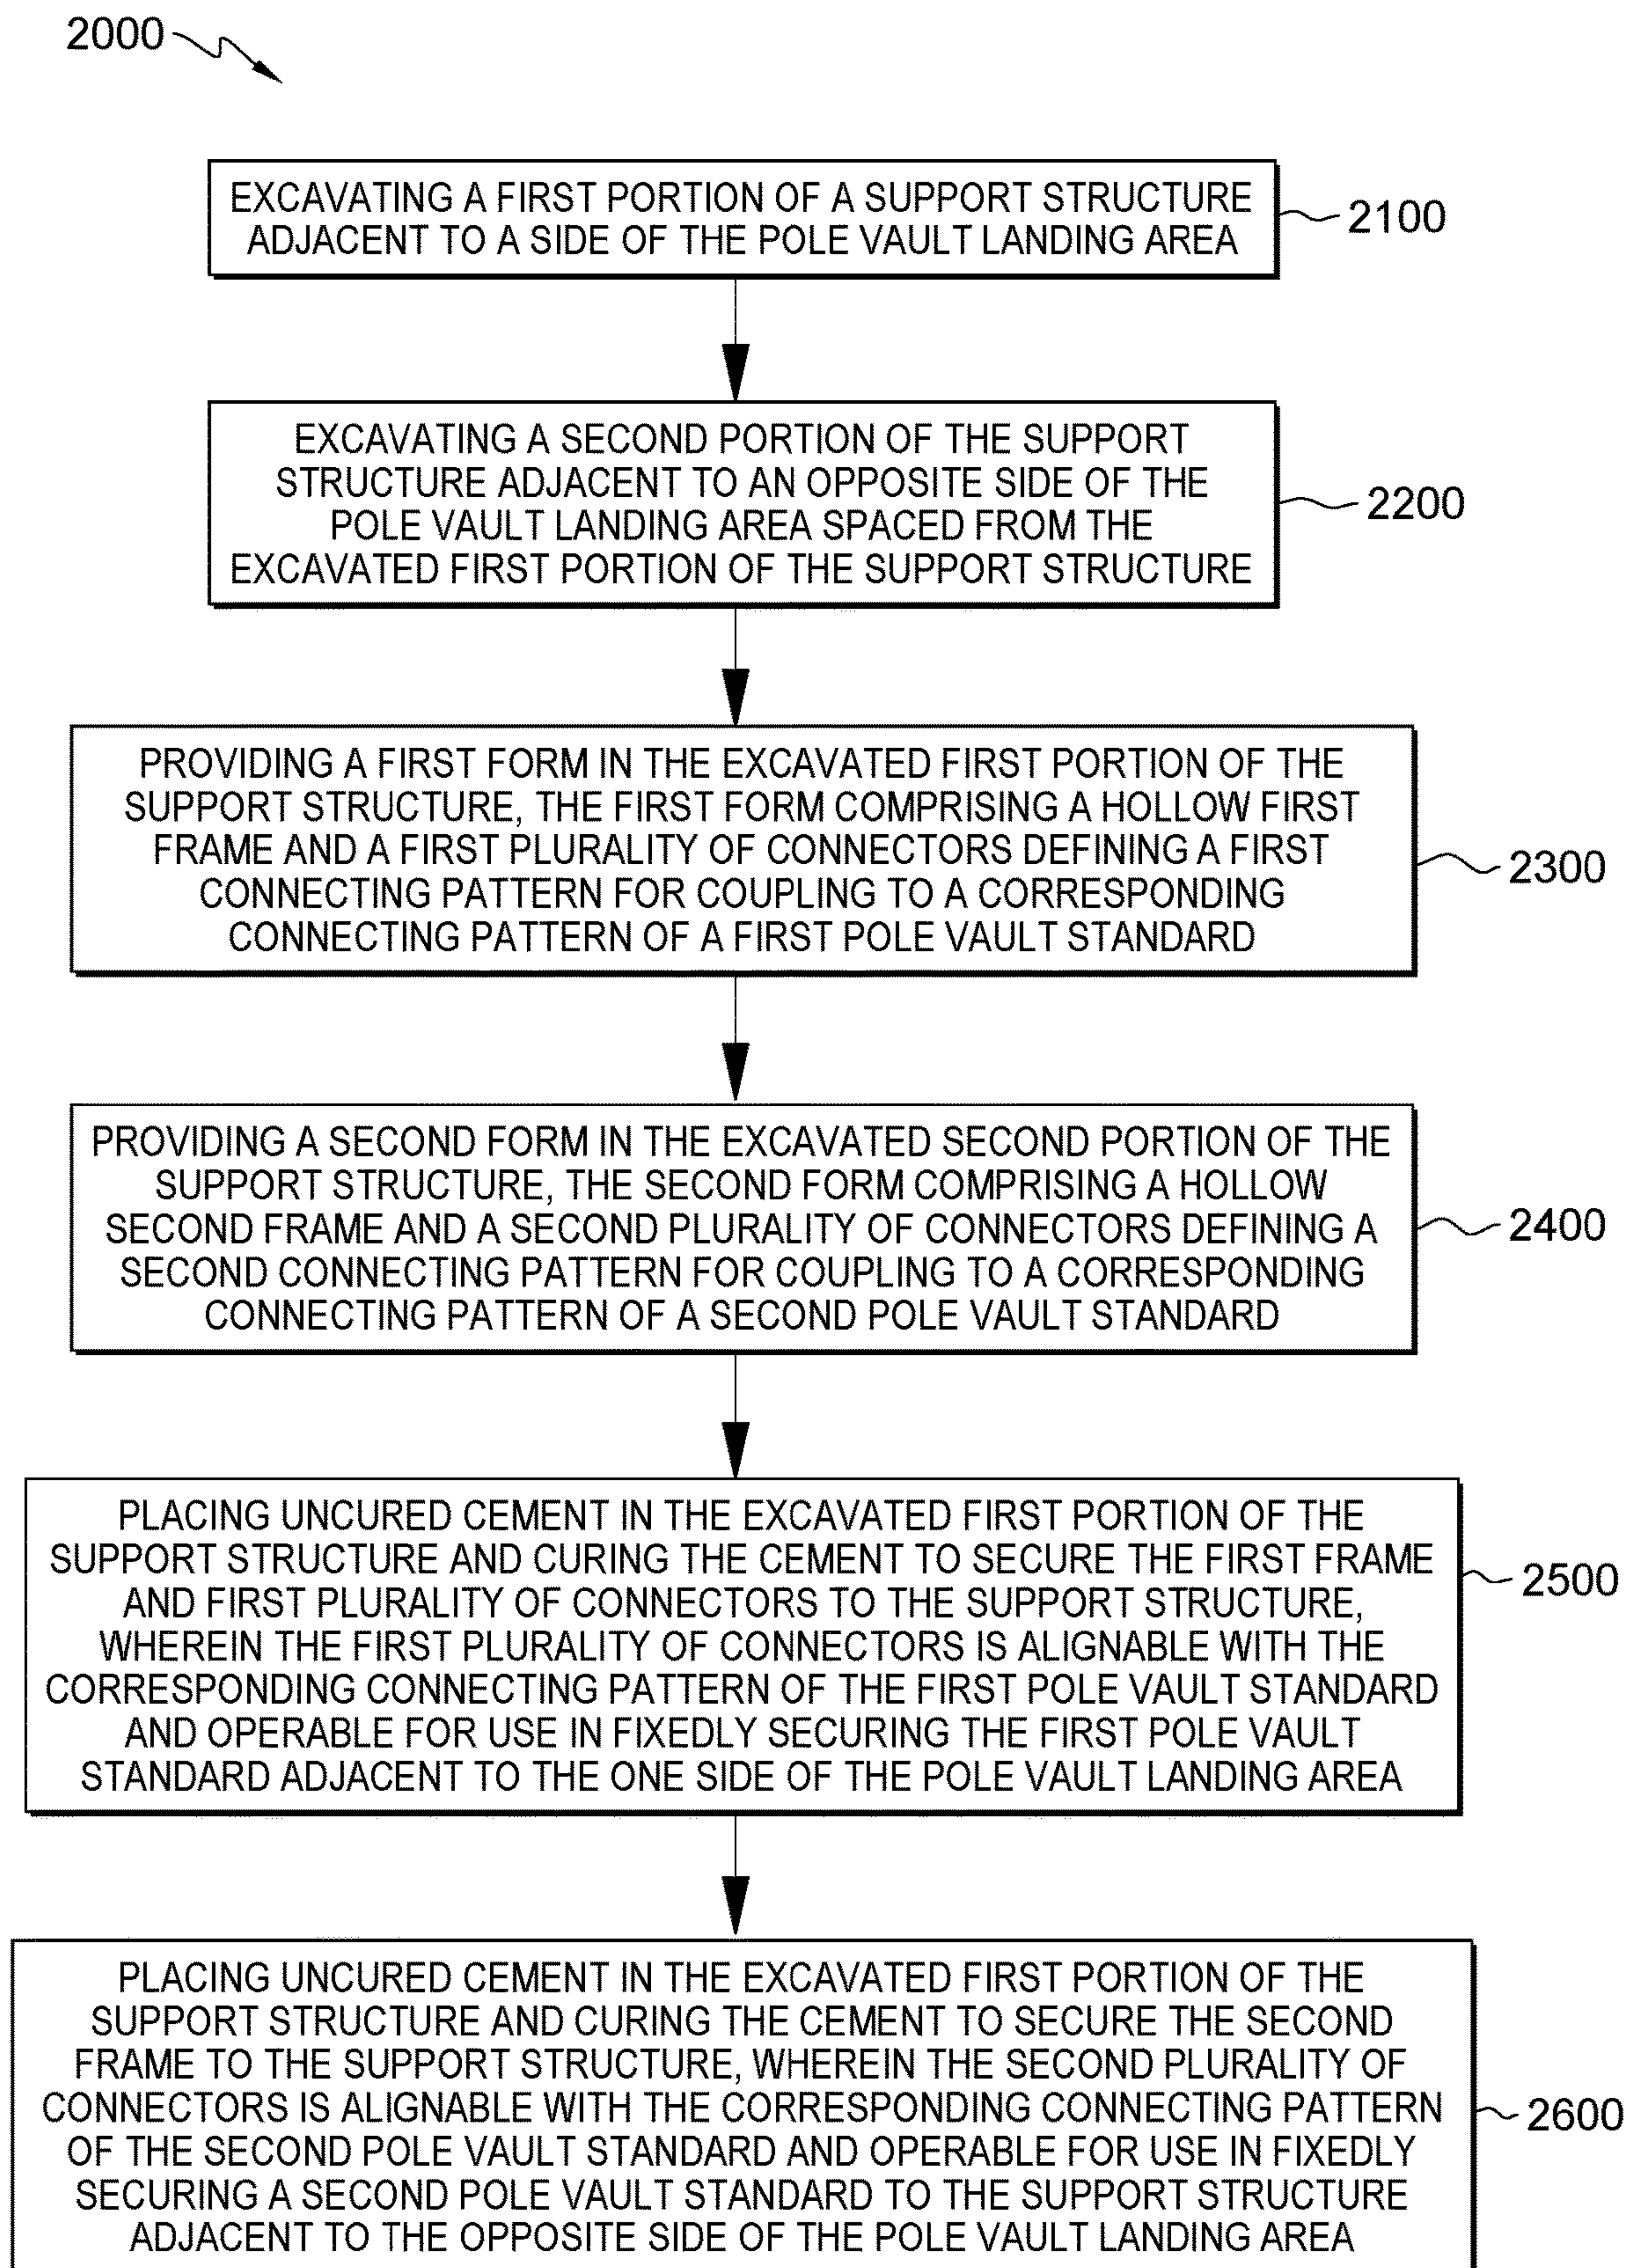 2000
EXCAVATING A FIRST PORTION OF A SUPPORT STRUCTURE
ADJACENT TO A SIDE OF THE POLE VAULT LANDING AREA
2100
EXCAVATING A SECOND PORTION OF THE SUPPORT
STRUCTURE ADJACENT TO AN OPPOSITE SIDE OF THE
POLE VAULT LANDING AREA SPACED FROM THE
EXCAVATED FIRST PORTION OF THE SUPPORT STRUCTURE
2200
PROVIDING A FIRST FORM IN THE EXCAVATED FIRST PORTION OF THE
SUPPORT STRUCTURE, THE FIRST FORM COMPRISING A HOLLOW FIRST
FRAME AND A FIRST PLURALITY OF CONNECTORS DEFINING A FIRST
CONNECTING PATTERN FOR COUPLING TO A CORRESPONDING
CONNECTING PATTERN OF A FIRST POLE VAULT STANDARD
2300
PROVIDING A SECOND FORM IN THE EXCAVATED SECOND PORTION OF THE
SUPPORT STRUCTURE, THE SECOND FORM COMPRISING A HOLLOW
SECOND FRAME AND A SECOND PLURALITY OF CONNECTORS DEFINING A
SECOND CONNECTING PATTERN FOR COUPLING TO A CORRESPONDING
CONNECTING PATTERN OF A SECOND POLE VAULT STANDARD
2400
PLACING UNCURED CEMENT IN THE EXCAVATED FIRST PORTION OF THE
SUPPORT STRUCTURE AND CURING THE CEMENT TO SECURE THE FIRST FRAME
AND FIRST PLURALITY OF CONNECTORS TO THE SUPPORT STRUCTURE,
WHEREIN THE FIRST PLURALITY OF CONNECTORS IS ALIGNABLE WITH THE
CORRESPONDING CONNECTING PATTERN OF THE FIRST POLE VAULT STANDARD
AND OPERABLE FOR USE IN FIXEDLY SECURING THE FIRST POLE VAULT
STANDARD ADJACENT TO THE ONE SIDE OF THE POLE VAULT LANDING AREA
2500
PLACING UNCURED CEMENT IN THE EXCAVATED FIRST PORTION OF THE
SUPPORT STRUCTURE AND CURING THE CEMENT TO SECURE THE SECOND
FRAME TO THE SUPPORT STRUCTURE, WHEREIN THE SECOND PLURALITY OF
CONNECTORS IS ALIGNABLE WITH THE CORRESPONDING CONNECTING PATTERN
OF THE SECOND POLE VAULT STANDARD AND OPERABLE FOR USE IN FIXEDLY
SECURING A SECOND POLE VAULT STANDARD TO THE SUPPORT STRUCTURE
ADJACENT TO THE OPPOSITE SIDE OF THE POLE VAULT LANDING AREA
2600